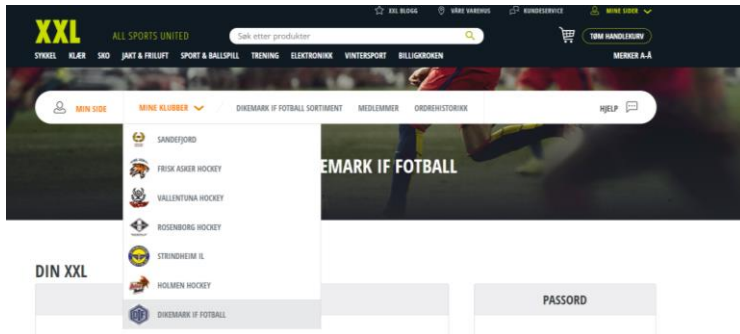 XXL BLOGG VÅRE VAREHUS KUNDESERVICE MINE SIDER
XXL ALL SPORTS UNITED Søk etter produkter TØM HANDLEKURV
SYKKEL KLÆR SKO JAKT & FRILUFT SPORT & BALLSPILL TRENING ELEKTRONIKK VINTERSPORT BILLIGKROKEN MERKER A-Å
MIN SIDE MINE KLUBBER DIKEMARK IF FOTBALL SORTIMENT MEDLEMMER ORDREHISTORIKK HJELP
SANDEFJORD
FRISK ASKER HOCKEY
EMARK IF FOTBALL
VALLENTUNA HOCKEY
ROSENBORG HOCKEY
STRINDHEIM IL
DIN XXL
HOLMEN HOCKEY
PASSORD
DIKEMARK IF FOTBALL